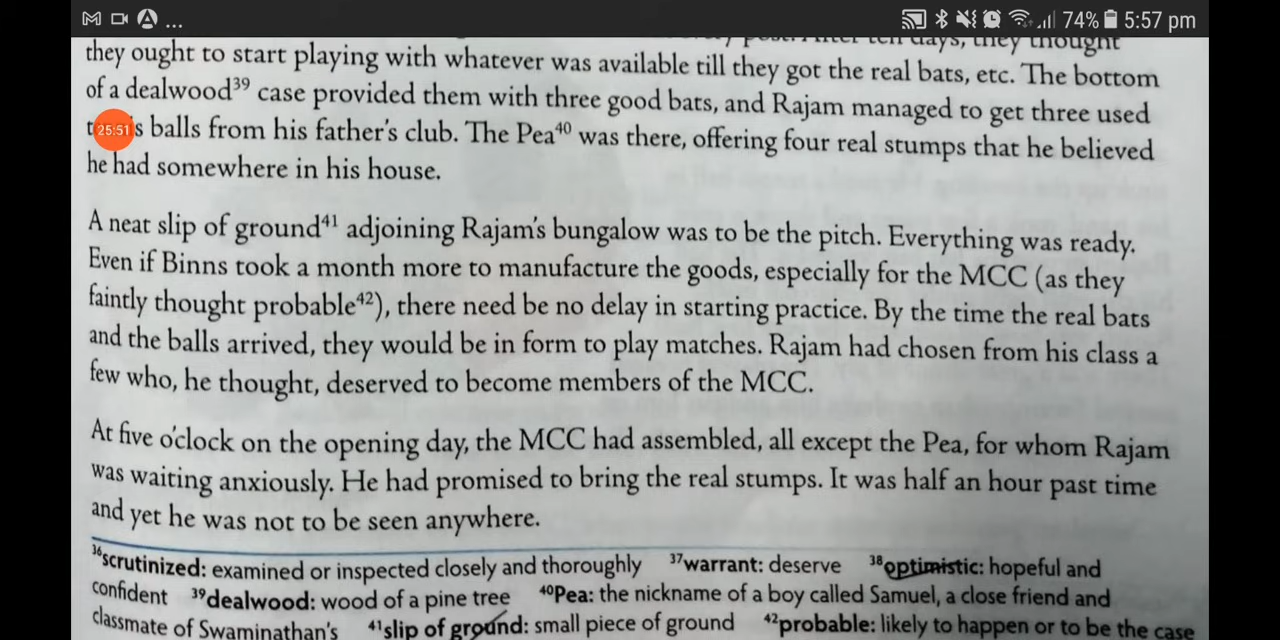 74% 5:57 pm
they ought to start playing with whatever was available till they got the real bats, etc. The bottom
of a dealwood39 case provided them with three good bats, and Rajam managed to get three used
25:51 balls from his father's club. The Pea40 was there, offering four real stumps that he believed
he had somewhere in his house.
A neat slip of ground41 adjoining Rajam's bungalow was to be the pitch. Everything was ready.
Even if Binns took a month more to manufacture the goods, especially for the MCC (as they
faintly thought probable42), there need be no delay in starting practice. By the time the real bats
and the balls arrived, they would be in form to play matches. Rajam had chosen from his class a
few who, he thought, deserved to become members of the MCC.
At five o'clock on the opening day, the MCC had assembled, all except the Pea, for whom Rajam
was waiting anxiously. He had promised to bring the real stumps. It was half an hour past time
and yet he was not to be seen anywhere.
36scrutinized: examined or inspected closely and thoroughly 37warrant: deserve 38optimistic: hopeful and
confident 39dealwood: wood of a pine tree 40Pea: the nickname of a boy called Samuel, a close friend and
classmate of Swaminathan's 41slip of ground: small piece of ground 42probable: likely to happen or to be the case